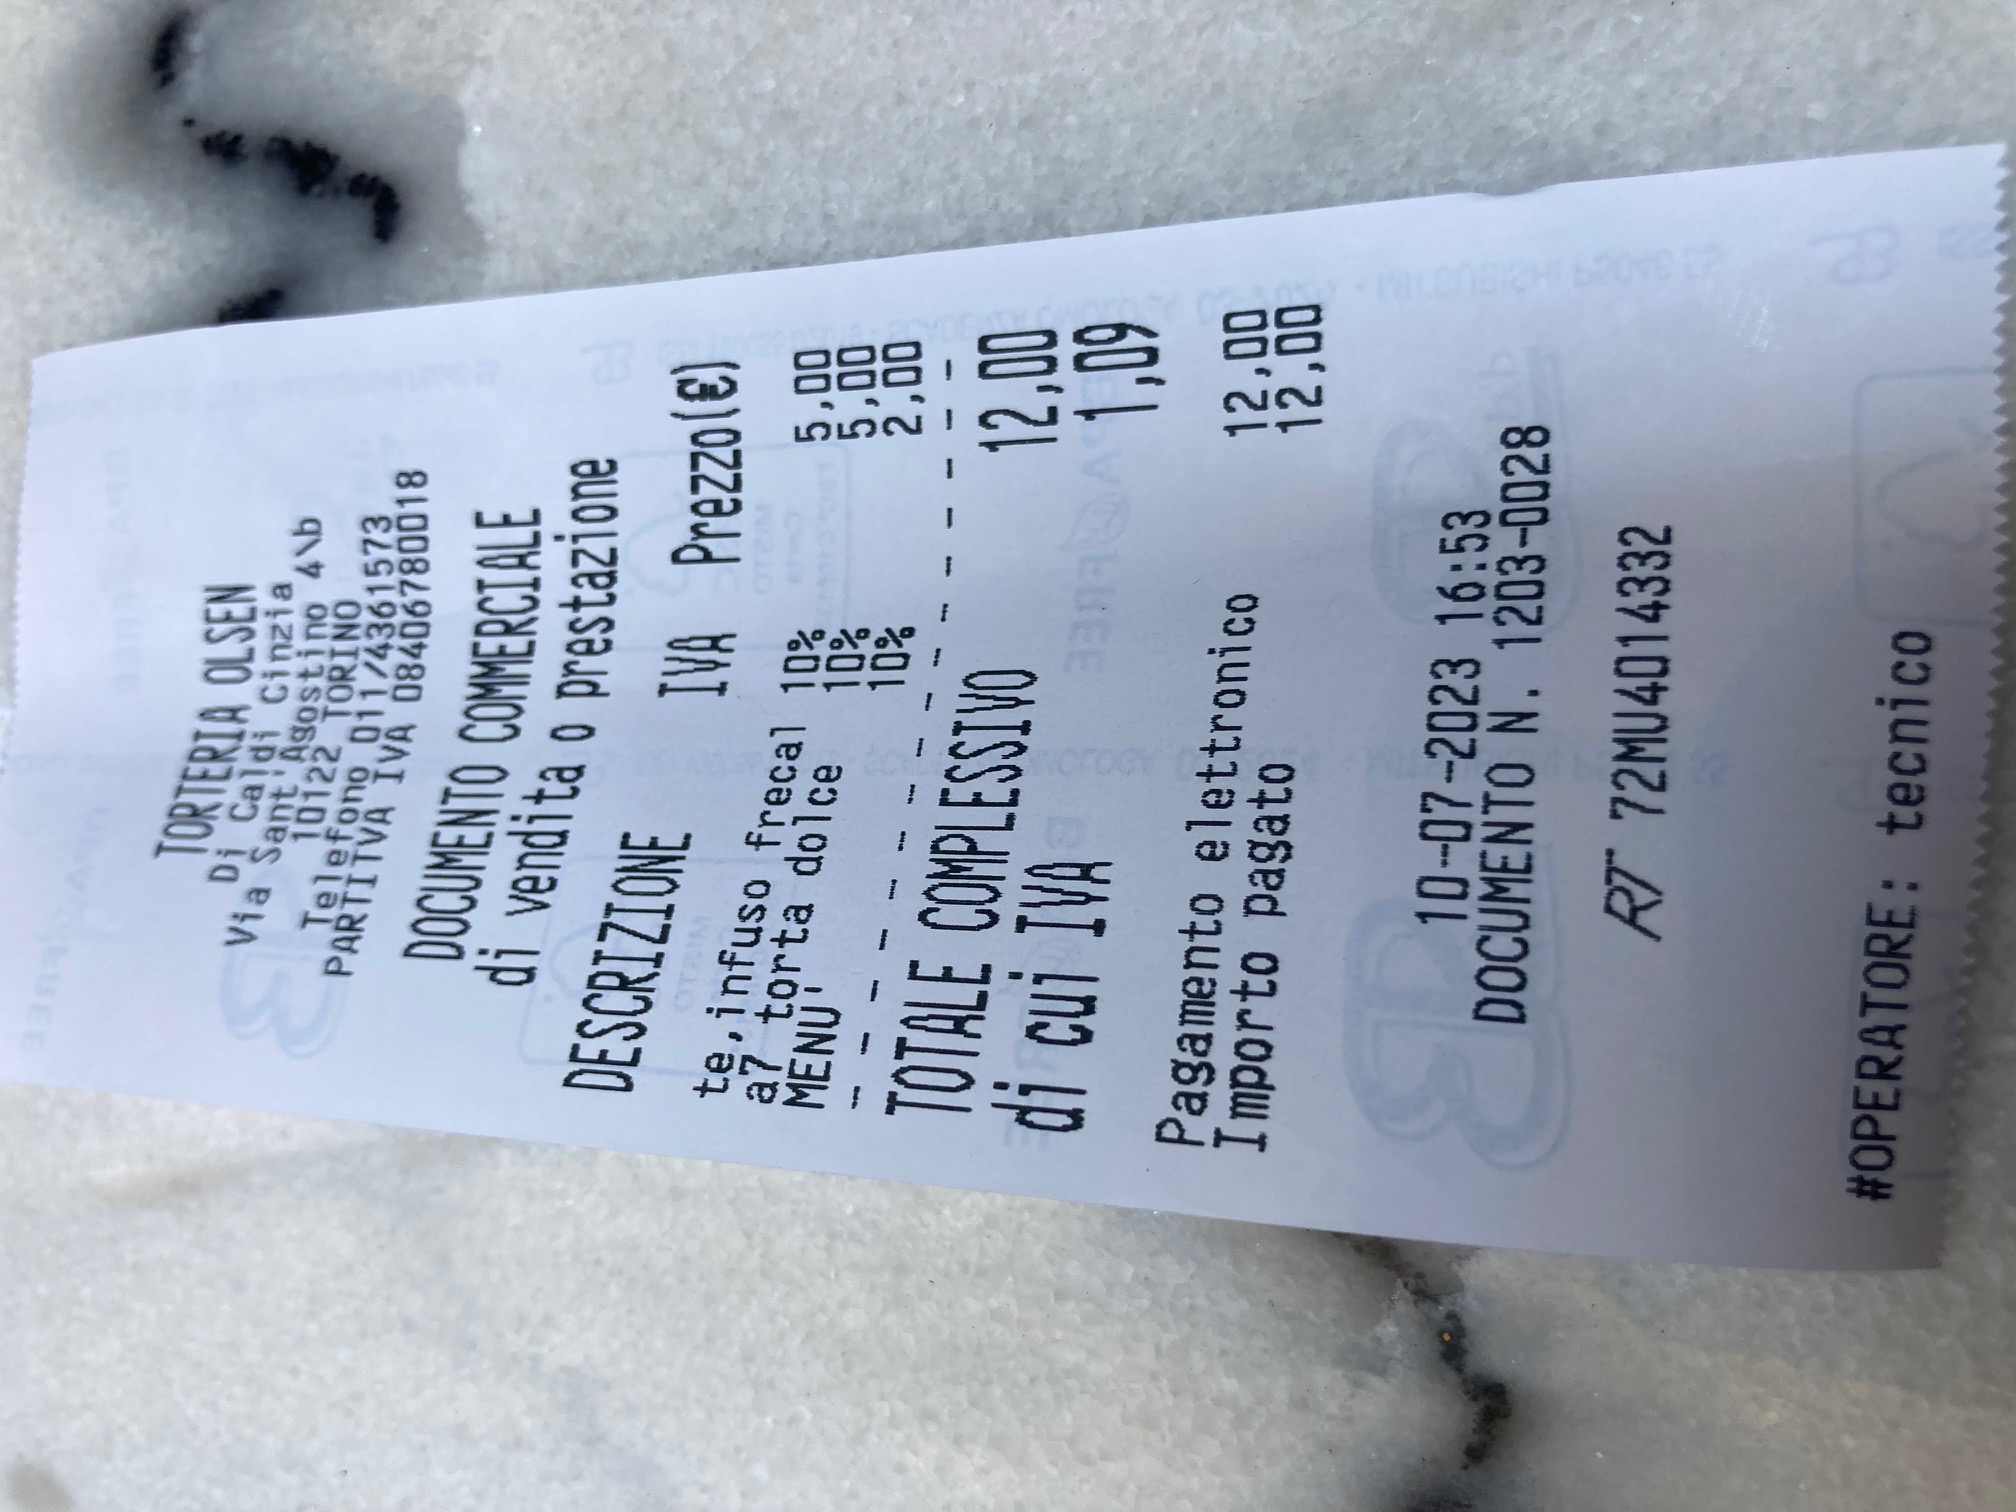 TORTERIA OLSEN
Di Caldi Cinzia
Via Sant'Agostino 4\b
10122 TORINO
Telefono 011/4361573
PARTITVA IVA 08406780018
DOCUMENTO COMMERCIALE
di vendita o prestazione
DESCRIZIONE IVA Prezzo(€)
te,infuso frecal 10% 5,00
a7 torta dolce 10% 5,00
MENU' 10% 2,00
TOTALE COMPLESSIVO 12,00
di cui IVA 1,09
Pagamento elettronico 12,00
Importo pagato 12,00
10-07-2023 16:53
DOCUMENTO N. 1203-0028
RT 72MU4014332
#OPERATORE: tecnico